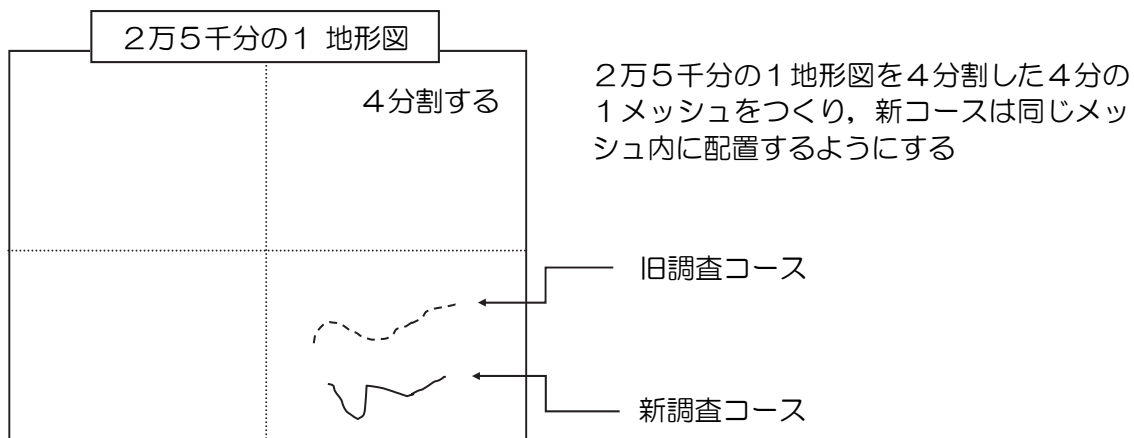 ２万５千分の１ 地形図
４分割する
２万５千分の１地形図を４分割した４分の
１メッシュをつくり，新コースは同じメッ
シュ内に配置するようにする
旧調査コース
新調査コース